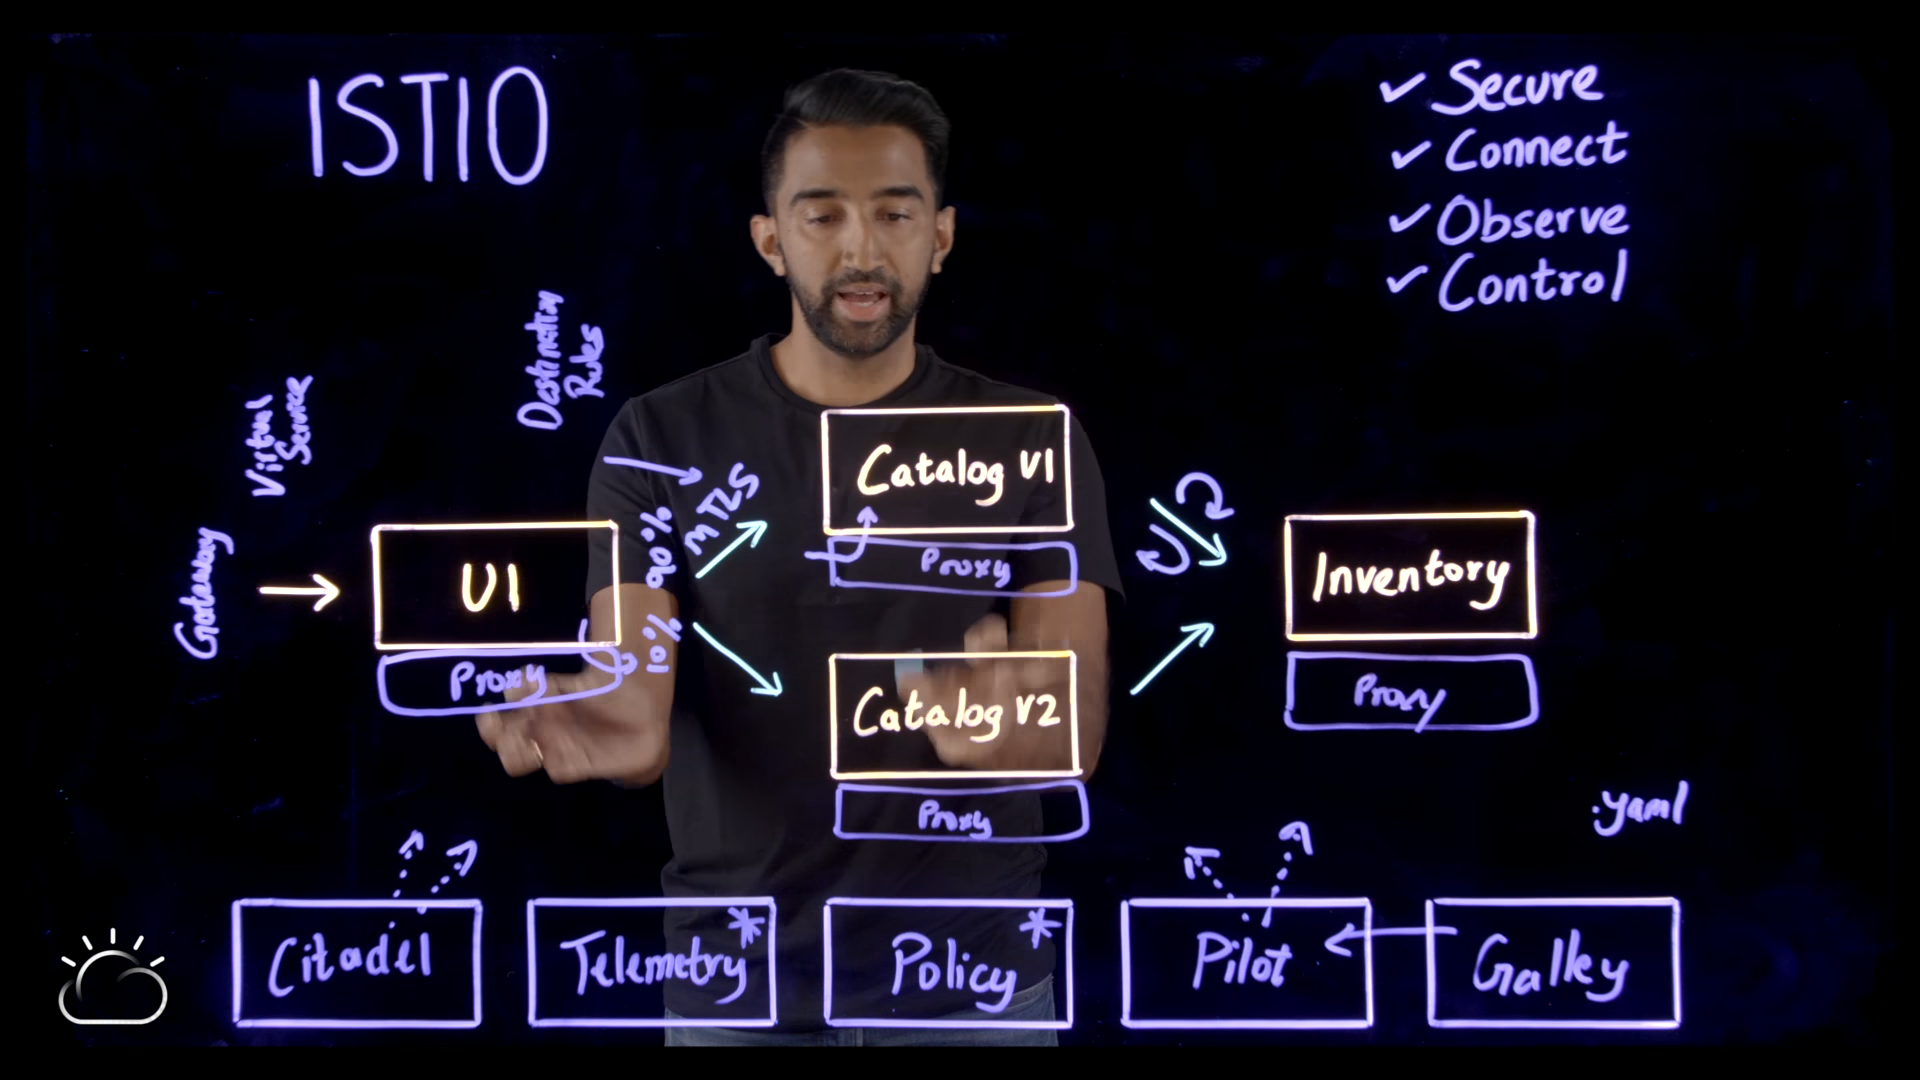 ISTIO
✓ Secure
✓ Connect
✓ Observe
✓ Control
Destination
Rules
Virtual
Service
Gateway
MTLS
90%
10%
UI
Proxy
Catalog V1
Proxy
Catalog V2
Proxy
Inventory
Proxy
.yaml
Citadel
Telemetry *
Policy *
Pilot
Galley